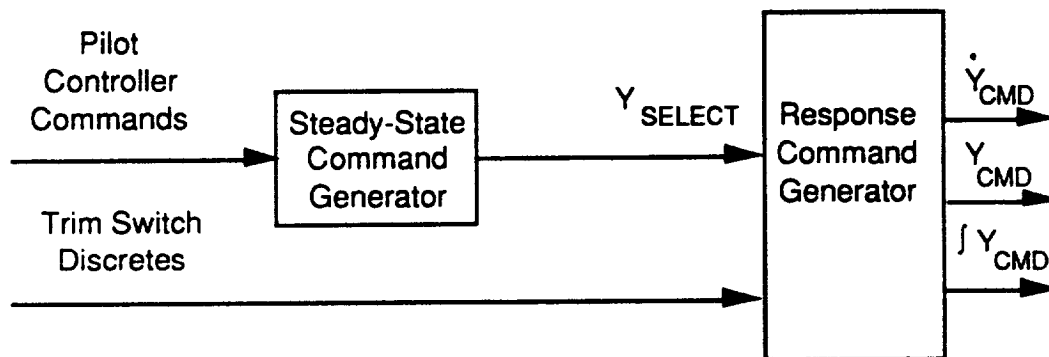 Pilot
Controller
Commands
Steady-State
Command
Generator
Y SELECT
Response
Command
Generator
Ẏ CMD
Y CMD
∫ Y CMD
Trim Switch
Discretes